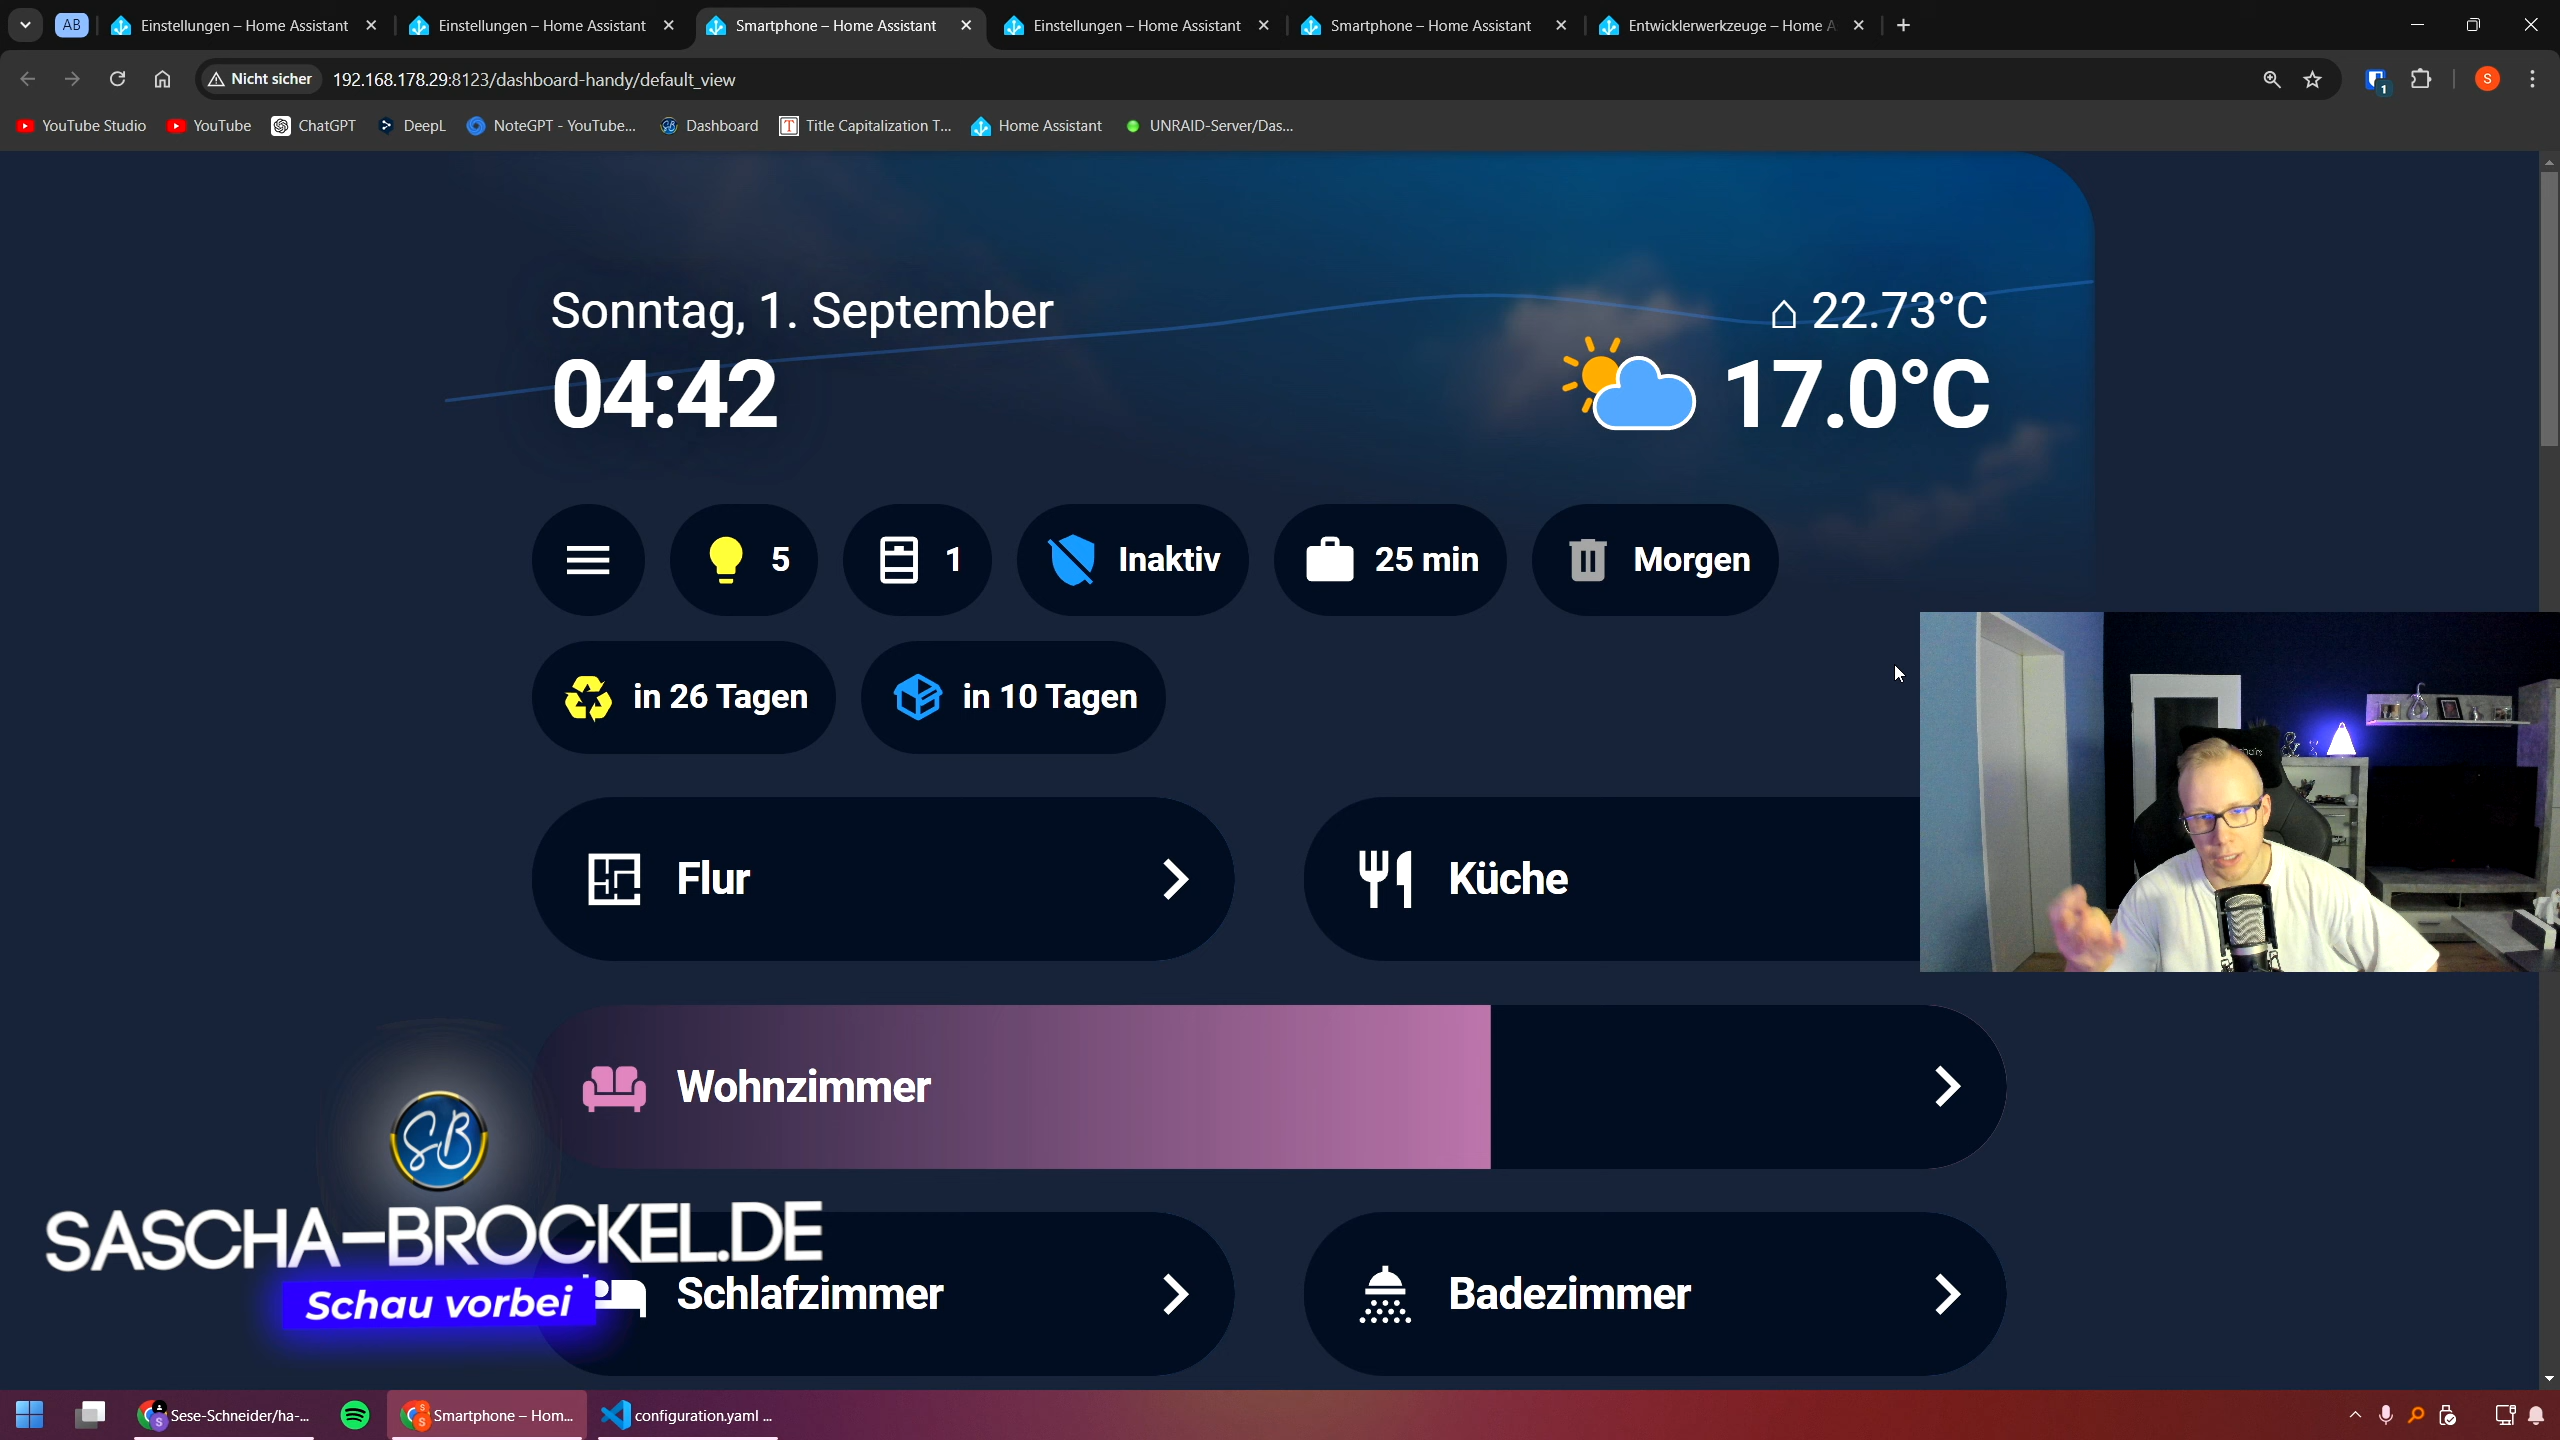 AB
Einstellungen – Home Assistant
Einstellungen – Home Assistant
Smartphone – Home Assistant
Einstellungen – Home Assistant
Smartphone – Home Assistant
Entwicklerwerkzeuge – Home A
Nicht sicher
192.168.178.29:8123/dashboard-handy/default_view
1
S
YouTube Studio
YouTube
ChatGPT
DeepL
NoteGPT - YouTube...
Dashboard
T
Title Capitalization T...
Home Assistant
UNRAID-Server/Das...
Sonntag, 1. September
22.73°C
04:42
17.0°C
5
1
Inaktiv
25 min
Morgen
in 26 Tagen
in 10 Tagen
Flur
Küche
Wohnzimmer
SB
SASCHA-BROCKEL.DE
Schau vorbei
Schlafzimmer
Badezimmer
Sese-Schneider/ha-...
Smartphone – Hom...
configuration.yaml ...